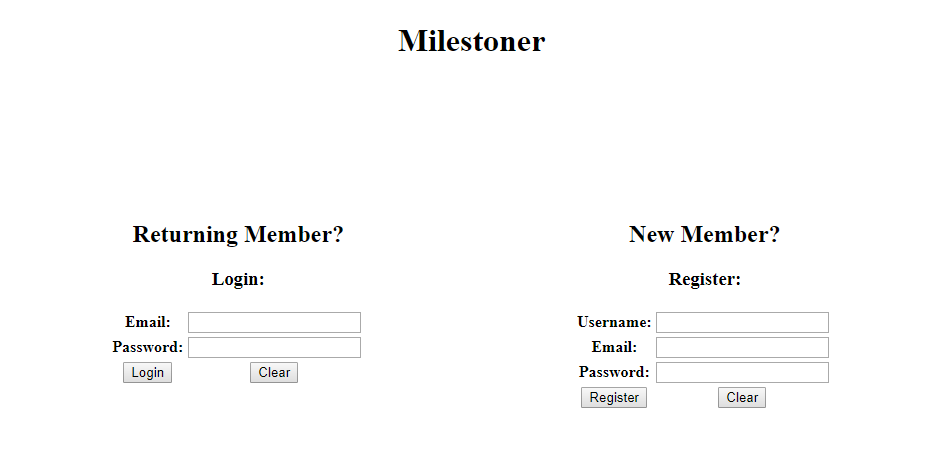 Milestoner
Returning Member?
Login:
Email:
Password:
Login Clear
New Member?
Register:
Username:
Email:
Password:
Register Clear